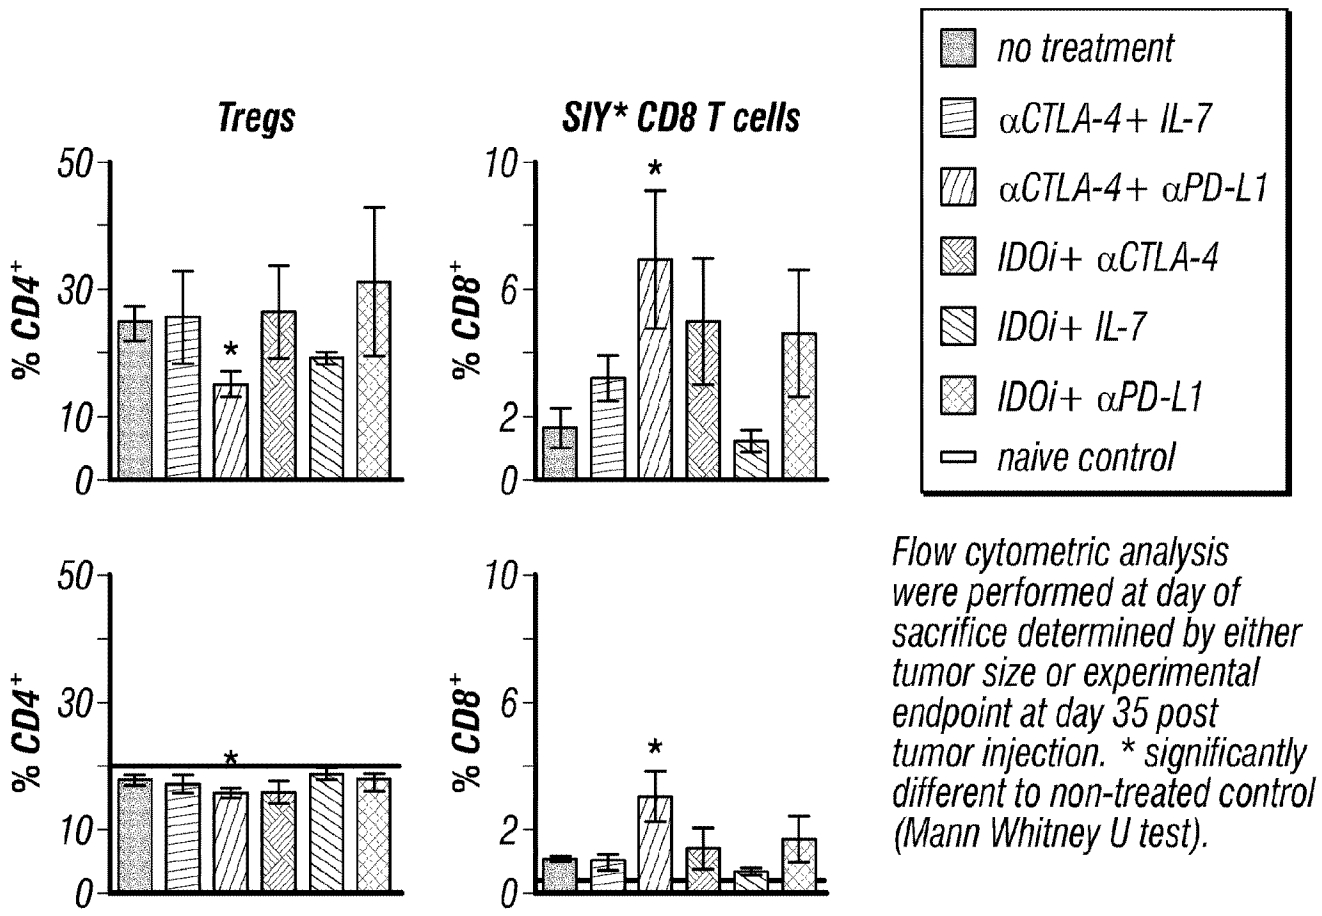 Tregs
50
30
10
0
% CD4+
*
SIY* CD8 T cells
10
6
2
0
% CD8+
*
50
30
10
0
% CD4+
*
10
6
2
0
% CD8+
*
no treatment
αCTLA-4+ IL-7
αCTLA-4+ αPD-L1
IDOi+ αCTLA-4
IDOi+ IL-7
IDOi+ αPD-L1
naive control
Flow cytometric analysis
were performed at day of
sacrifice determined by either
tumor size or experimental
endpoint at day 35 post
tumor injection. * significantly
different to non-treated control
(Mann Whitney U test).